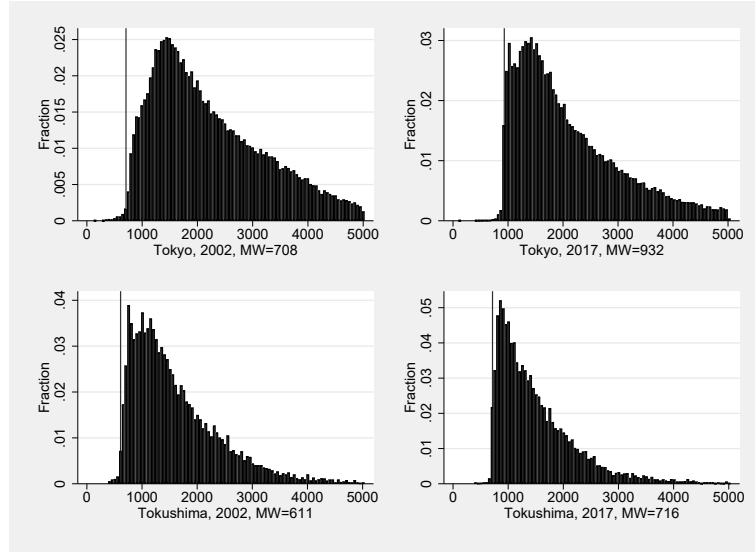 Fraction
0 .005 .01 .015 .02 .025
0 1000 2000 3000 4000 5000
Tokyo, 2002, MW=708
Fraction
0 .01 .02 .03
0 1000 2000 3000 4000 5000
Tokyo, 2017, MW=932
Fraction
0 .01 .02 .03 .04
0 1000 2000 3000 4000 5000
Tokushima, 2002, MW=611
Fraction
0 .01 .02 .03 .04 .05
0 1000 2000 3000 4000 5000
Tokushima, 2017, MW=716